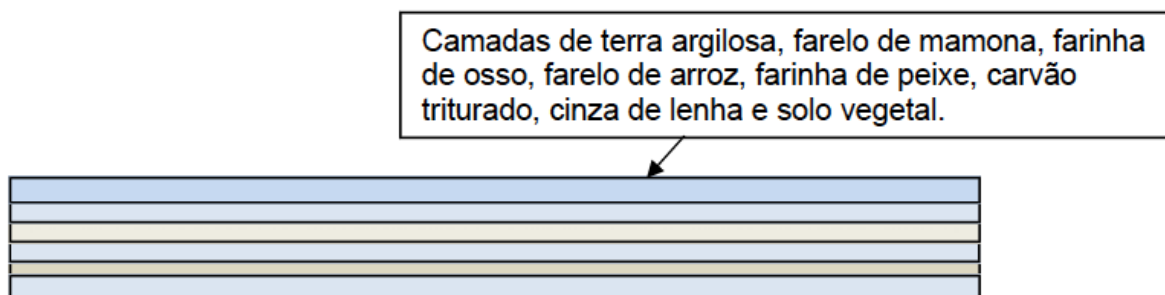 Camadas de terra argilosa, farelo de mamona, farinha
de osso, farelo de arroz, farinha de peixe, carvão
triturado, cinza de lenha e solo vegetal.